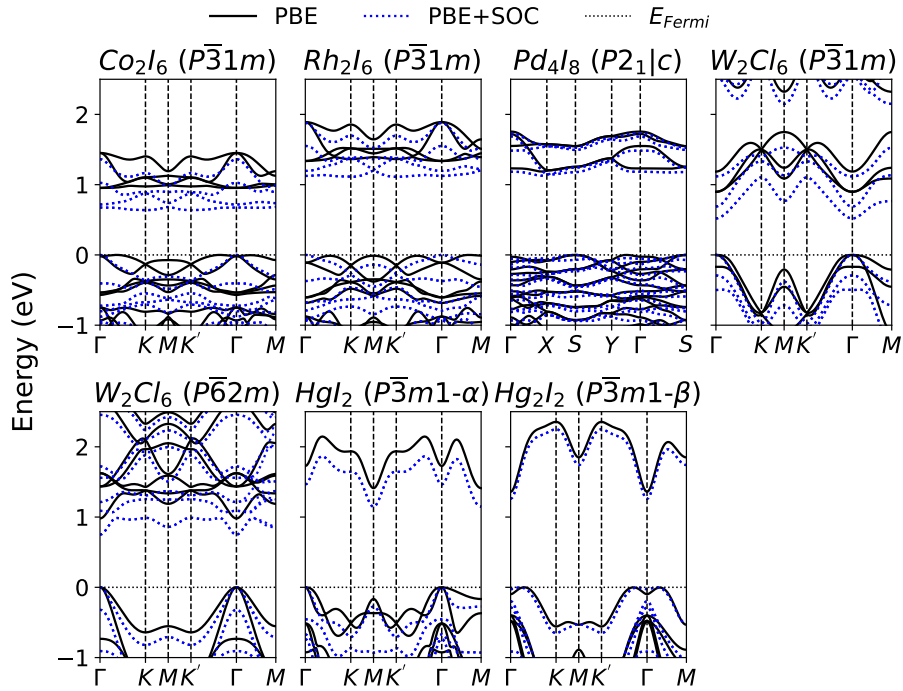 PBE PBE+SOC E_Fermi
Co₂I₆ (P3̅1m) Rh₂I₆ (P3̅1m) Pd₄I₈ (P2₁|c) W₂Cl₆ (P3̅1m)
2
1
0
−1
Γ K M K' Γ M Γ K M K' Γ M Γ X S Y Γ S Γ K M K' Γ M
Energy (eV)
W₂Cl₆ (P6̅2m) HgI₂ (P3̅m1-α) Hg₂I₂ (P3̅m1-β)
2
1
0
−1
Γ K M K' Γ M Γ K M K' Γ M Γ K M K' Γ M